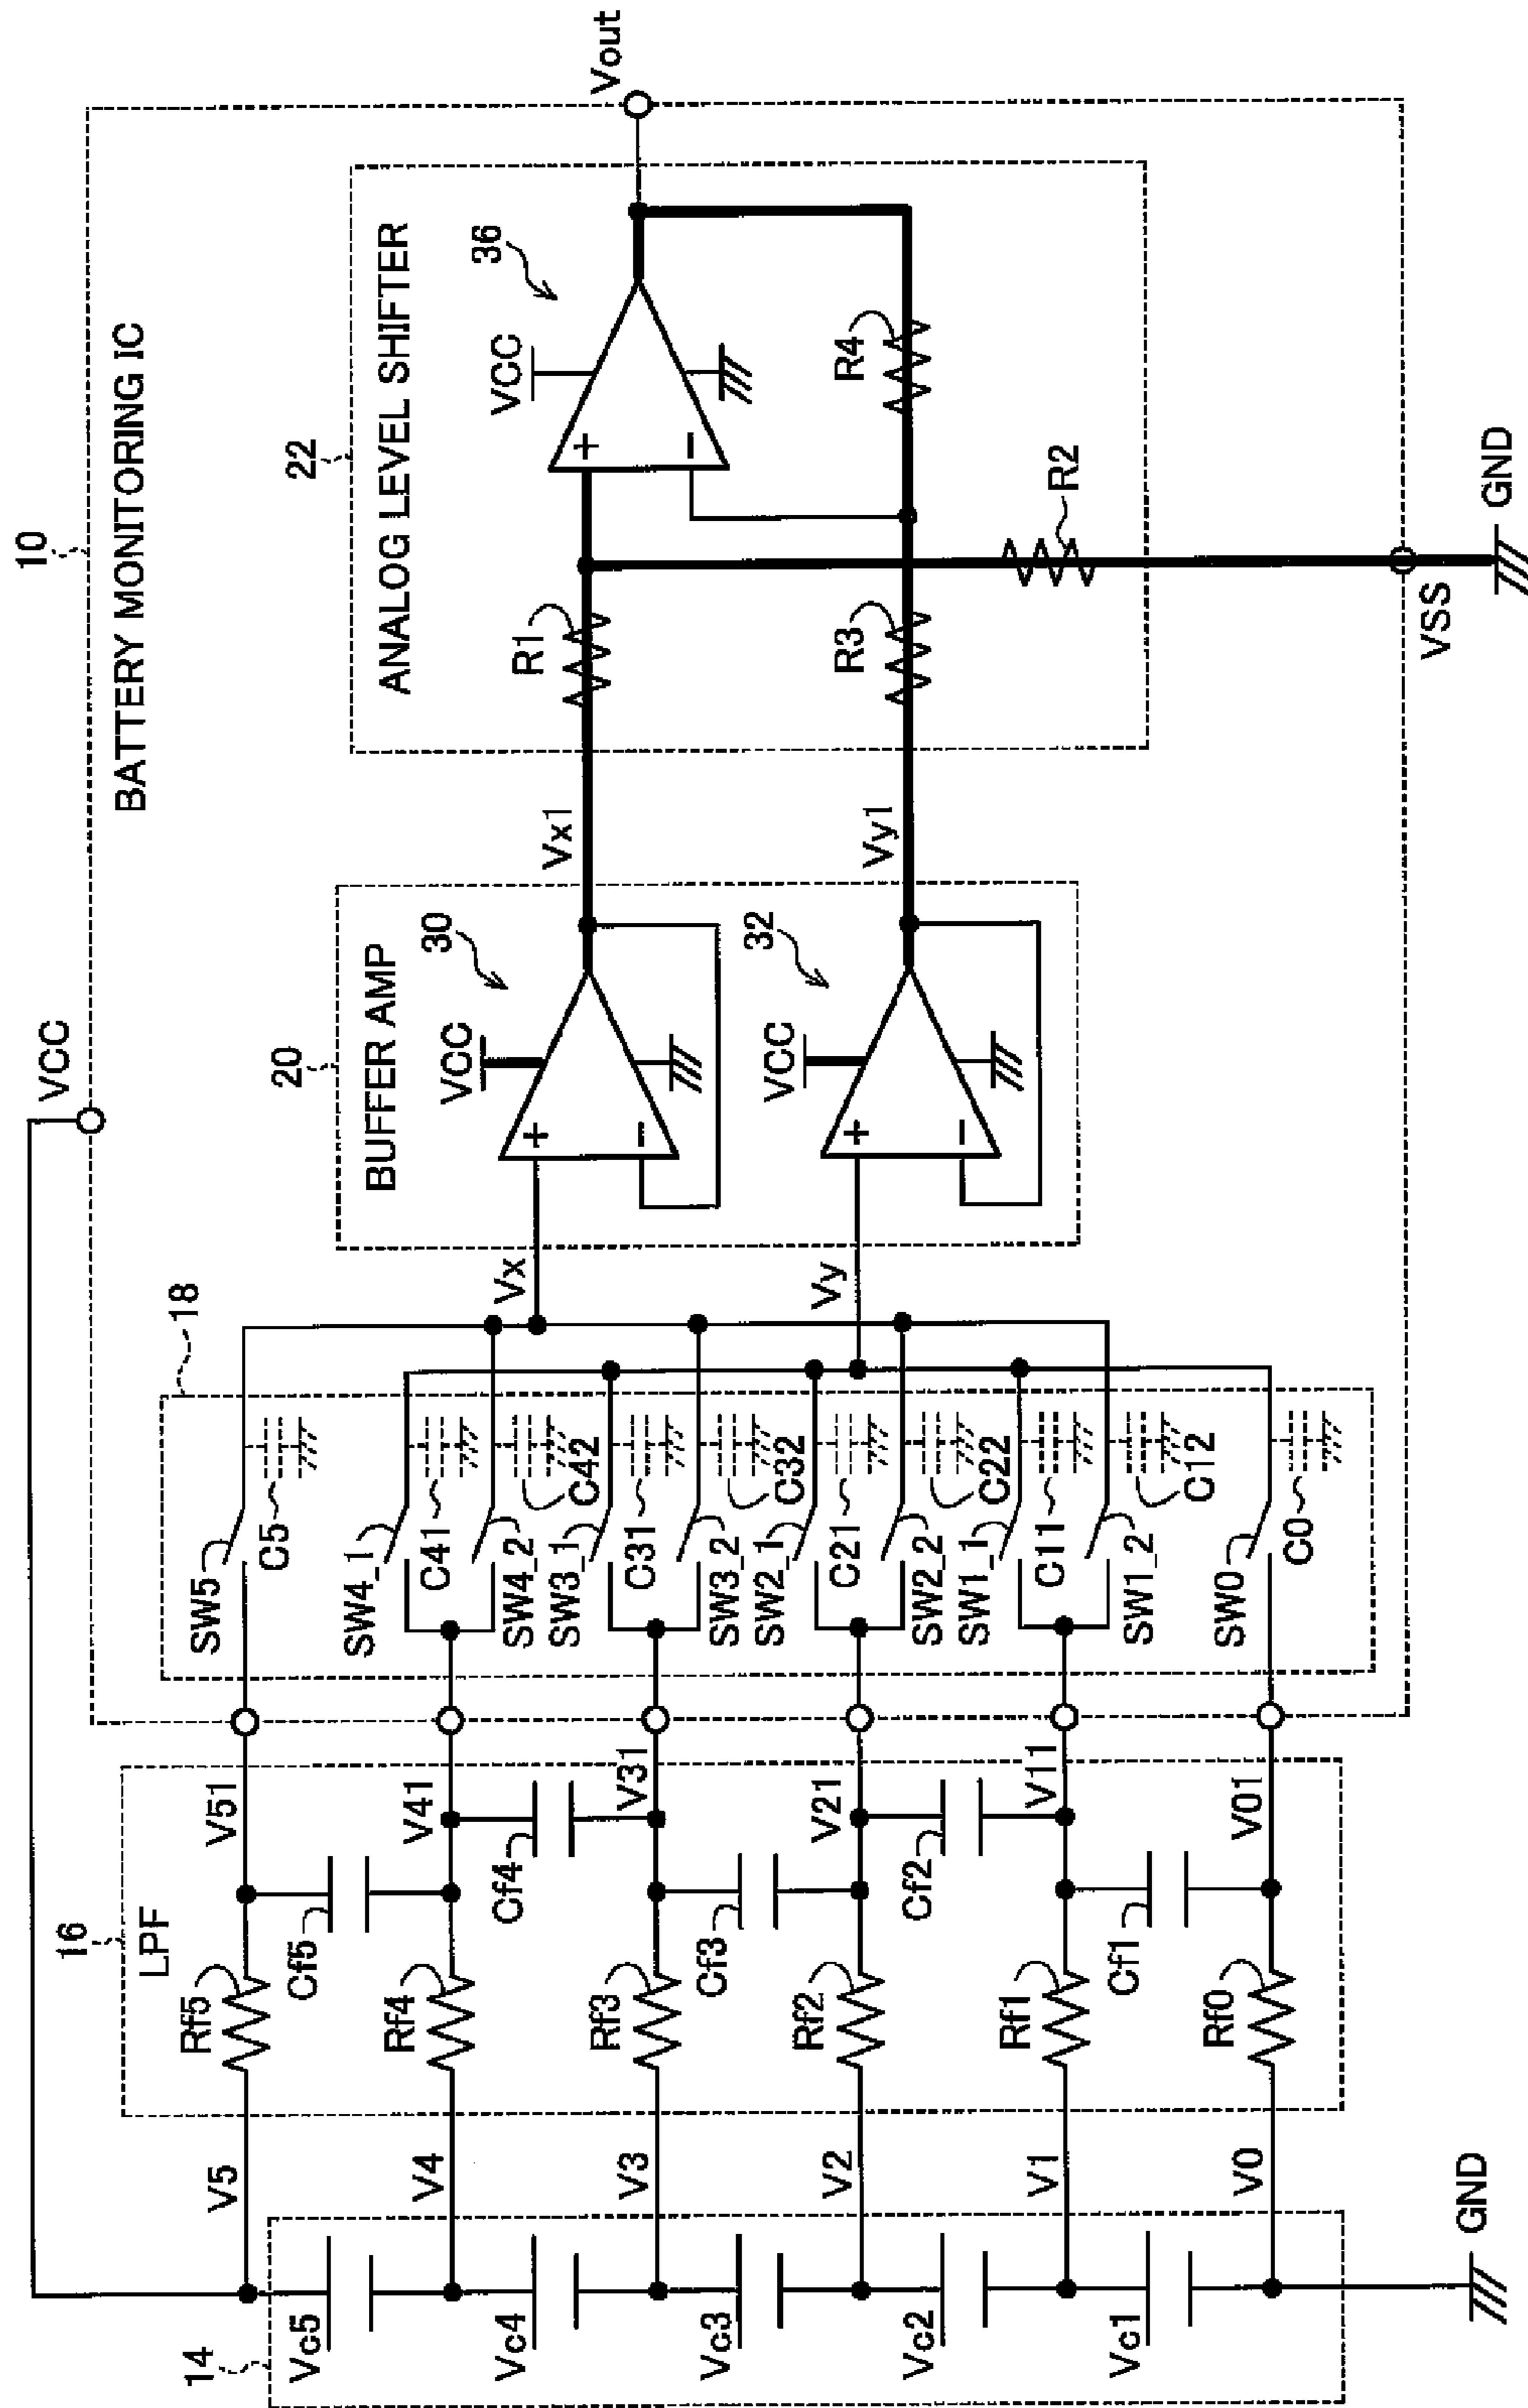 10
BATTERY MONITORING IC
VCC
Vout
22
ANALOG LEVEL SHIFTER
36
VCC
+
−
R1
R2
R3
R4
VSS
GND
20
BUFFER AMP
30
VCC
+
−
Vx1
32
VCC
+
−
Vy1
Vx
Vy
18
SW5
C5
SW4_1
C41
SW4_2
C42
SW3_1
C31
SW3_2
C32
SW2_1
C21
SW2_2
C22
SW1_1
C11
SW1_2
C12
SW0
C0
16
LPF
V51
Rf5
Cf5
V41
Rf4
Cf4
V31
Rf3
Cf3
V21
Rf2
Cf2
V11
Rf1
Cf1
V01
Rf0
V5
V4
V3
V2
V1
V0
14
Vc5
Vc4
Vc3
Vc2
Vc1
GND